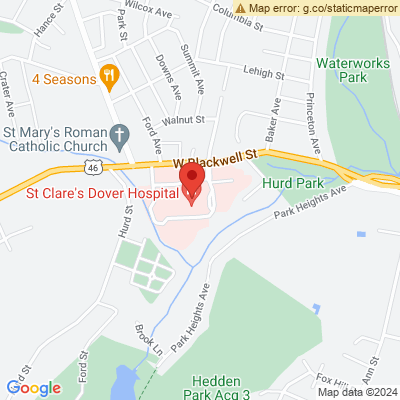 Map error: g.co/staticmaperror
Wilcox Ave
Columbia St
Hance St
Park St
Summit Ave
Downs Ave
Lehigh St
Waterworks
Park
4 Seasons
Crater Ave
Walnut St
Ford Ave
Baker Ave
Princeton Ave
St Mary's Roman
Catholic Church
W Blackwell St
46
Hurd Park
St Clare's Dover Hospital
Park Heights Ave
Hurd St
Park Heights Ave
Brook Ln
Ford St
rd St
Hedden
Park Acq 3
Fox Hill
Ann St
Google
Map data ©2024